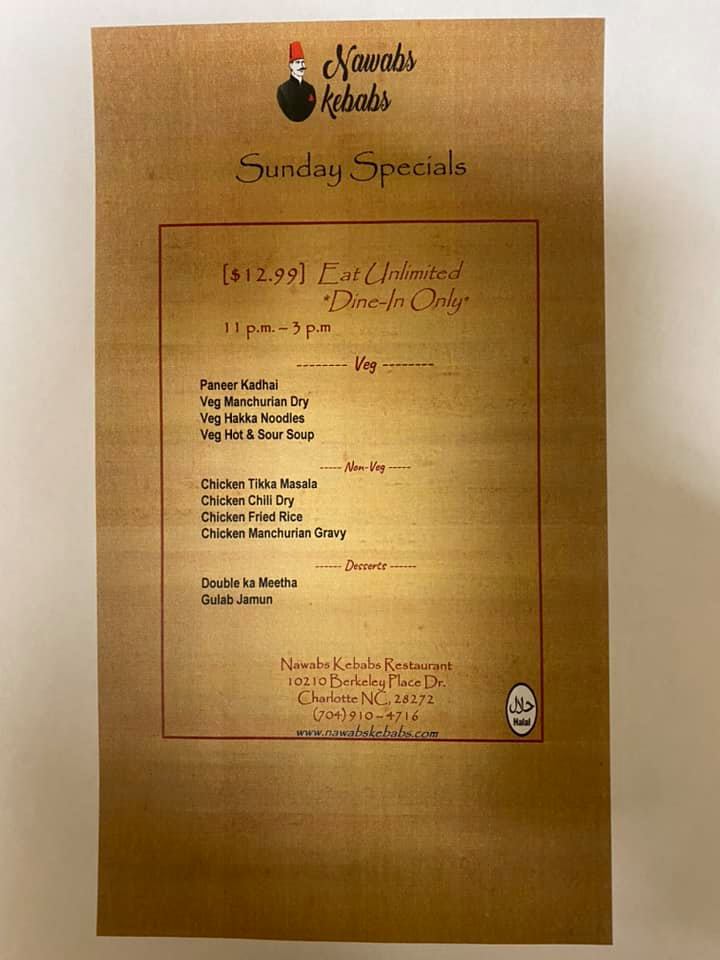 Nawabs
Kebabs
Sunday Specials
[$12.99] Eat Unlimited
*Dine-In Only*
11 p.m. – 3 p.m
-------- Veg --------
Paneer Kadhai
Veg Manchurian Dry
Veg Hakka Noodles
Veg Hot & Sour Soup
----- Non-Veg -----
Chicken Tikka Masala
Chicken Chili Dry
Chicken Fried Rice
Chicken Manchurian Gravy
------ Desserts ------
Double ka Meetha
Gulab Jamun
Nawabs Kebabs Restaurant
10210 Berkeley Place Dr.
Charlotte NC, 28272
(704) 910 – 4716
www.nawabskebabs.com
حلال
Halal